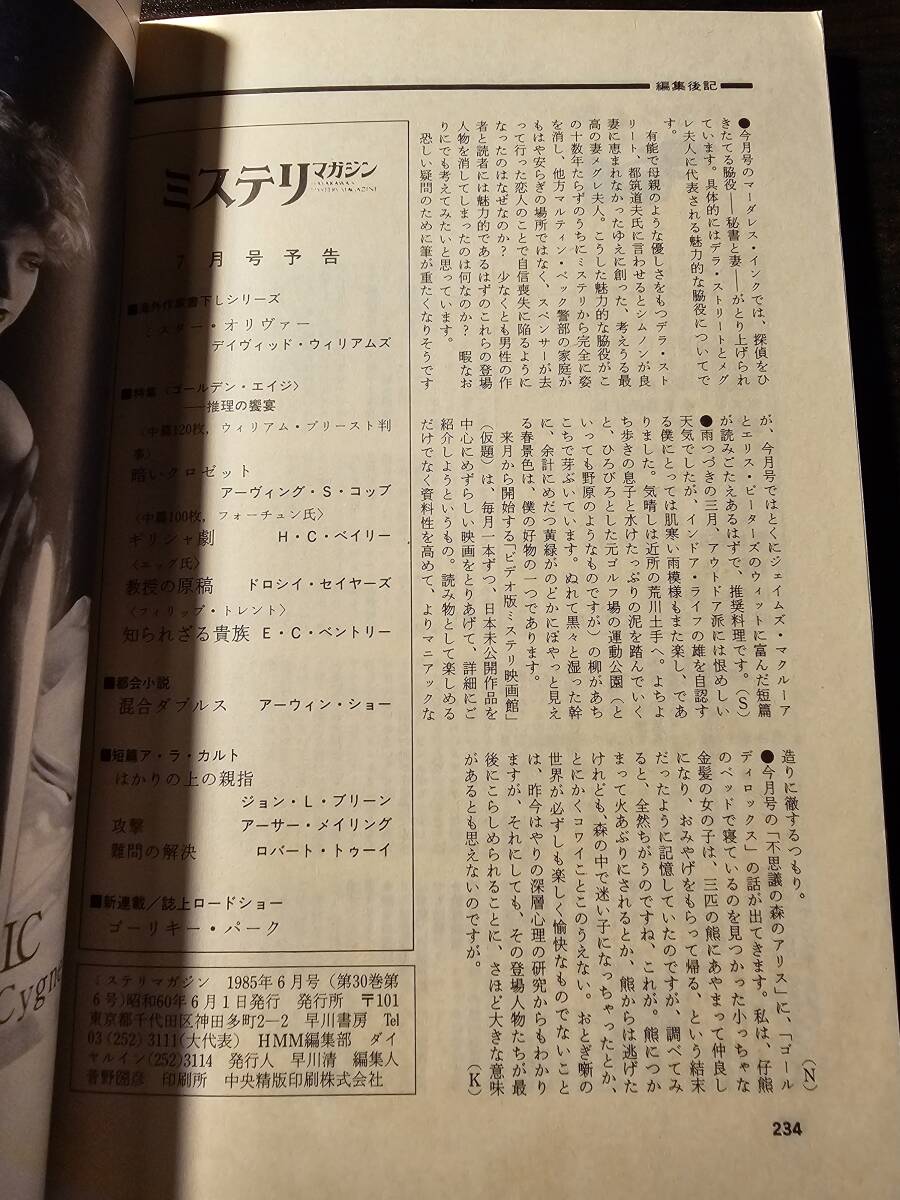 編集後記
●今月号のマーダレス・インクでは、探偵をひ
きたてる脇役――秘書と妻――がとり上げられ
ています。具体的にはデラ・ストリートとメグ
レ夫人に代表される魅力的な脇役についてで
す。
有能で母親のような優しさをもつデラ・スト
リート、都筑道夫氏に言わせるとシムノンが良
妻に恵まれなかったゆえに創った、考えうる最
高の妻メグレ夫人。こうした魅力的な脇役がこ
の十数年たらずのうちにミステリから完全に姿
を消し、他方マルティン・ベック警部の家庭が
もはや安らぎの場所ではなく、スペンサーが去
って行った恋人のことで自信喪失に陥るように
なったのはなぜなのか? 少なくとも男性の作
者と読者には魅力的であるはずのこれらの登場
人物を消してしまったのは何なのか? 暇なお
りにでも考えてみたいと思っています。
恐しい疑問のために筆が重たくなりそうです
が、今月号ではとくにジェイムズ・マクルーア
とエリス・ピーターズのウィットに富んだ短篇
が読みごたえあるはずで、推奨料理です。(S)
●雨つづきの三月、アウトドア派には恨めしい
天気でしたが、インドア・ライフの雄を自認す
る僕にとっては肌寒い雨模様もまた楽し、であ
りました。気晴しは近所の荒川土手へ。よちよ
ち歩きの息子と水けたっぷりの泥を踏んでいく
と、ひろびろとした元ゴルフ場の運動公園(と
いっても野原のようなものですが)の柳があち
こちで芽ぶいています。ぬれて黒々と湿った幹
に、余計にめだつ黄緑がのどかにぼやっと見え
る春景色は、僕の好物の一つであります。
来月から開始する「ビデオ版ミステリ映画館」
(仮題)は、毎月一本ずつ、日本未公開作品を
中心にめずらしい映画をとりあげて、詳細にご
紹介しようというもの。読み物として楽しめる
だけでなく資料性を高めて、よりマニアックな
造りに徹するつもり。(N)
●今月号の「不思議の森のアリス」に、「ゴール
ディロックス」の話が出てきます。私は、仔熊
のベッドで寝ているのを見つかった小っちゃな
金髪の女の子は、三匹の熊にあやまって仲良し
になり、おみやげをもらって帰る、という結末
だったように記憶していたのですが、調べてみ
ると、全然ちがうのですね、これが。熊につか
まって火あぶりにされるとか、熊からは逃げた
けれども、森の中で迷い子になっちゃったとか、
とにかくコワイことこのうえない。おとぎ噺の
世界が必ずしも楽しく愉快なものでないこと
は、昨今はやりの深層心理の研究からもわかり
ますが、それにしても、その登場人物たちが最
後にこらしめられることに、さほど大きな意味
があるとも思えないのですが。(K)
ミステリマガジン
HAYAKAWA'S MYSTERY MAGAZINE
7月号予告
■海外作家書下しシリーズ
ミスター・オリヴァー
デイヴィッド・ウィリアムズ
■特集〈ゴールデン・エイジ〉
――推理の饗宴
〈中篇120枚,ウィリアム・プリースト判
事〉
暗いクロゼット
アーヴィング・S・コッブ
〈中篇100枚,フォーチュン氏〉
ギリシャ劇 H・C・ベイリー
〈エッグ氏〉
教授の原稿 ドロシイ・セイヤーズ
〈フィリップ・トレント〉
知られざる貴族 E・C・ベントリー
■都会小説
混合ダブルス アーウィン・ショー
■短篇ア・ラ・カルト
はかりの上の親指
ジョン・L・ブリーン
攻撃 アーサー・メイリング
難問の解決 ロバート・トゥーイ
■新連載/誌上ロードショー
ゴーリキー・パーク
ミステリマガジン 1985年6月号(第30巻第
6号)昭和60年6月1日発行 発行所 〒101
東京都千代田区神田多町2−2 早川書房 Tel
03(252)3111(大代表) HMM編集部 ダイ
ヤルイン(252)3114 発行人 早川清 編集人
菅野圀彦 印刷所 中央精版印刷株式会社
IC
Cygne
234